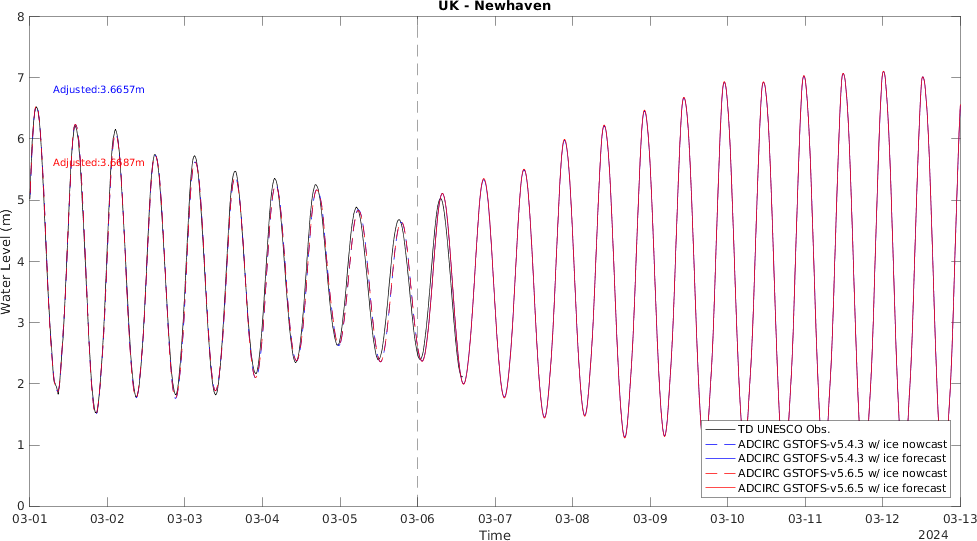 UK - Newhaven
8
7
6
5
4
3
2
1
0
Water Level (m)
Adjusted:3.6657m
Adjusted:3.5687m
TD UNESCO Obs.
ADCIRC GSTOFS-v5.4.3 w/ ice nowcast
ADCIRC GSTOFS-v5.4.3 w/ ice forecast
ADCIRC GSTOFS-v5.6.5 w/ ice nowcast
ADCIRC GSTOFS-v5.6.5 w/ ice forecast
03-01 03-02 03-03 03-04 03-05 03-06 03-07 03-08 03-09 03-10 03-11 03-12 03-13
Time
2024